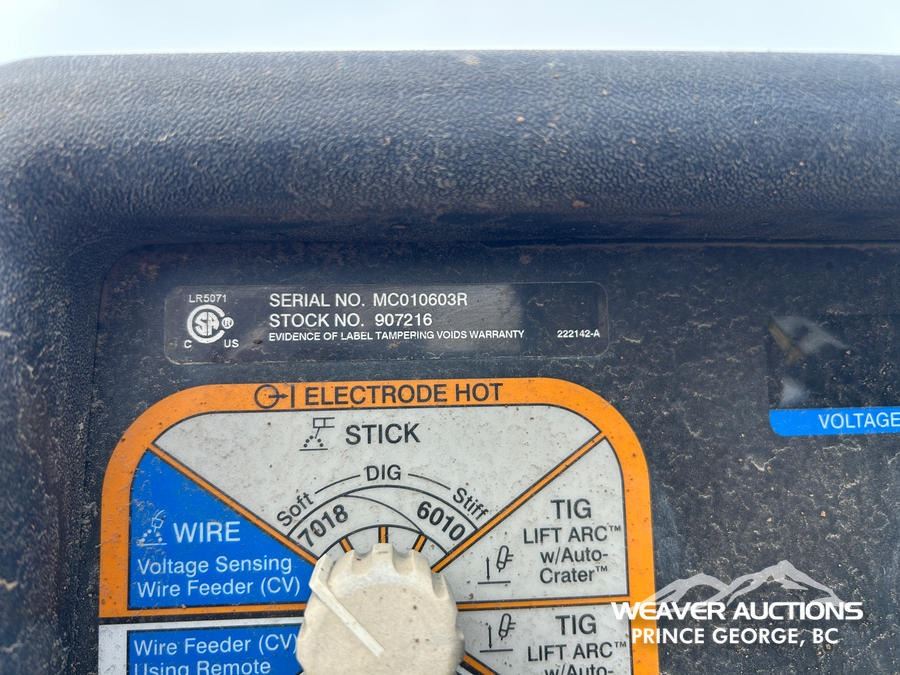 LR5071
SERIAL NO. MC010603R
STOCK NO. 907216
EVIDENCE OF LABEL TAMPERING VOIDS WARRANTY
222142-A
SA
®
C US
ELECTRODE HOT
STICK
DIG
Soft
Stiff
7018
6010
WIRE
Voltage Sensing
Wire Feeder (CV)
TIG
LIFT ARC™
w/Auto-
Crater™
VOLTAGE
Wire Feeder (CV)
Using Remote
TIG
LIFT ARC™
w/Auto-
WEAVER AUCTIONS
PRINCE GEORGE, BC